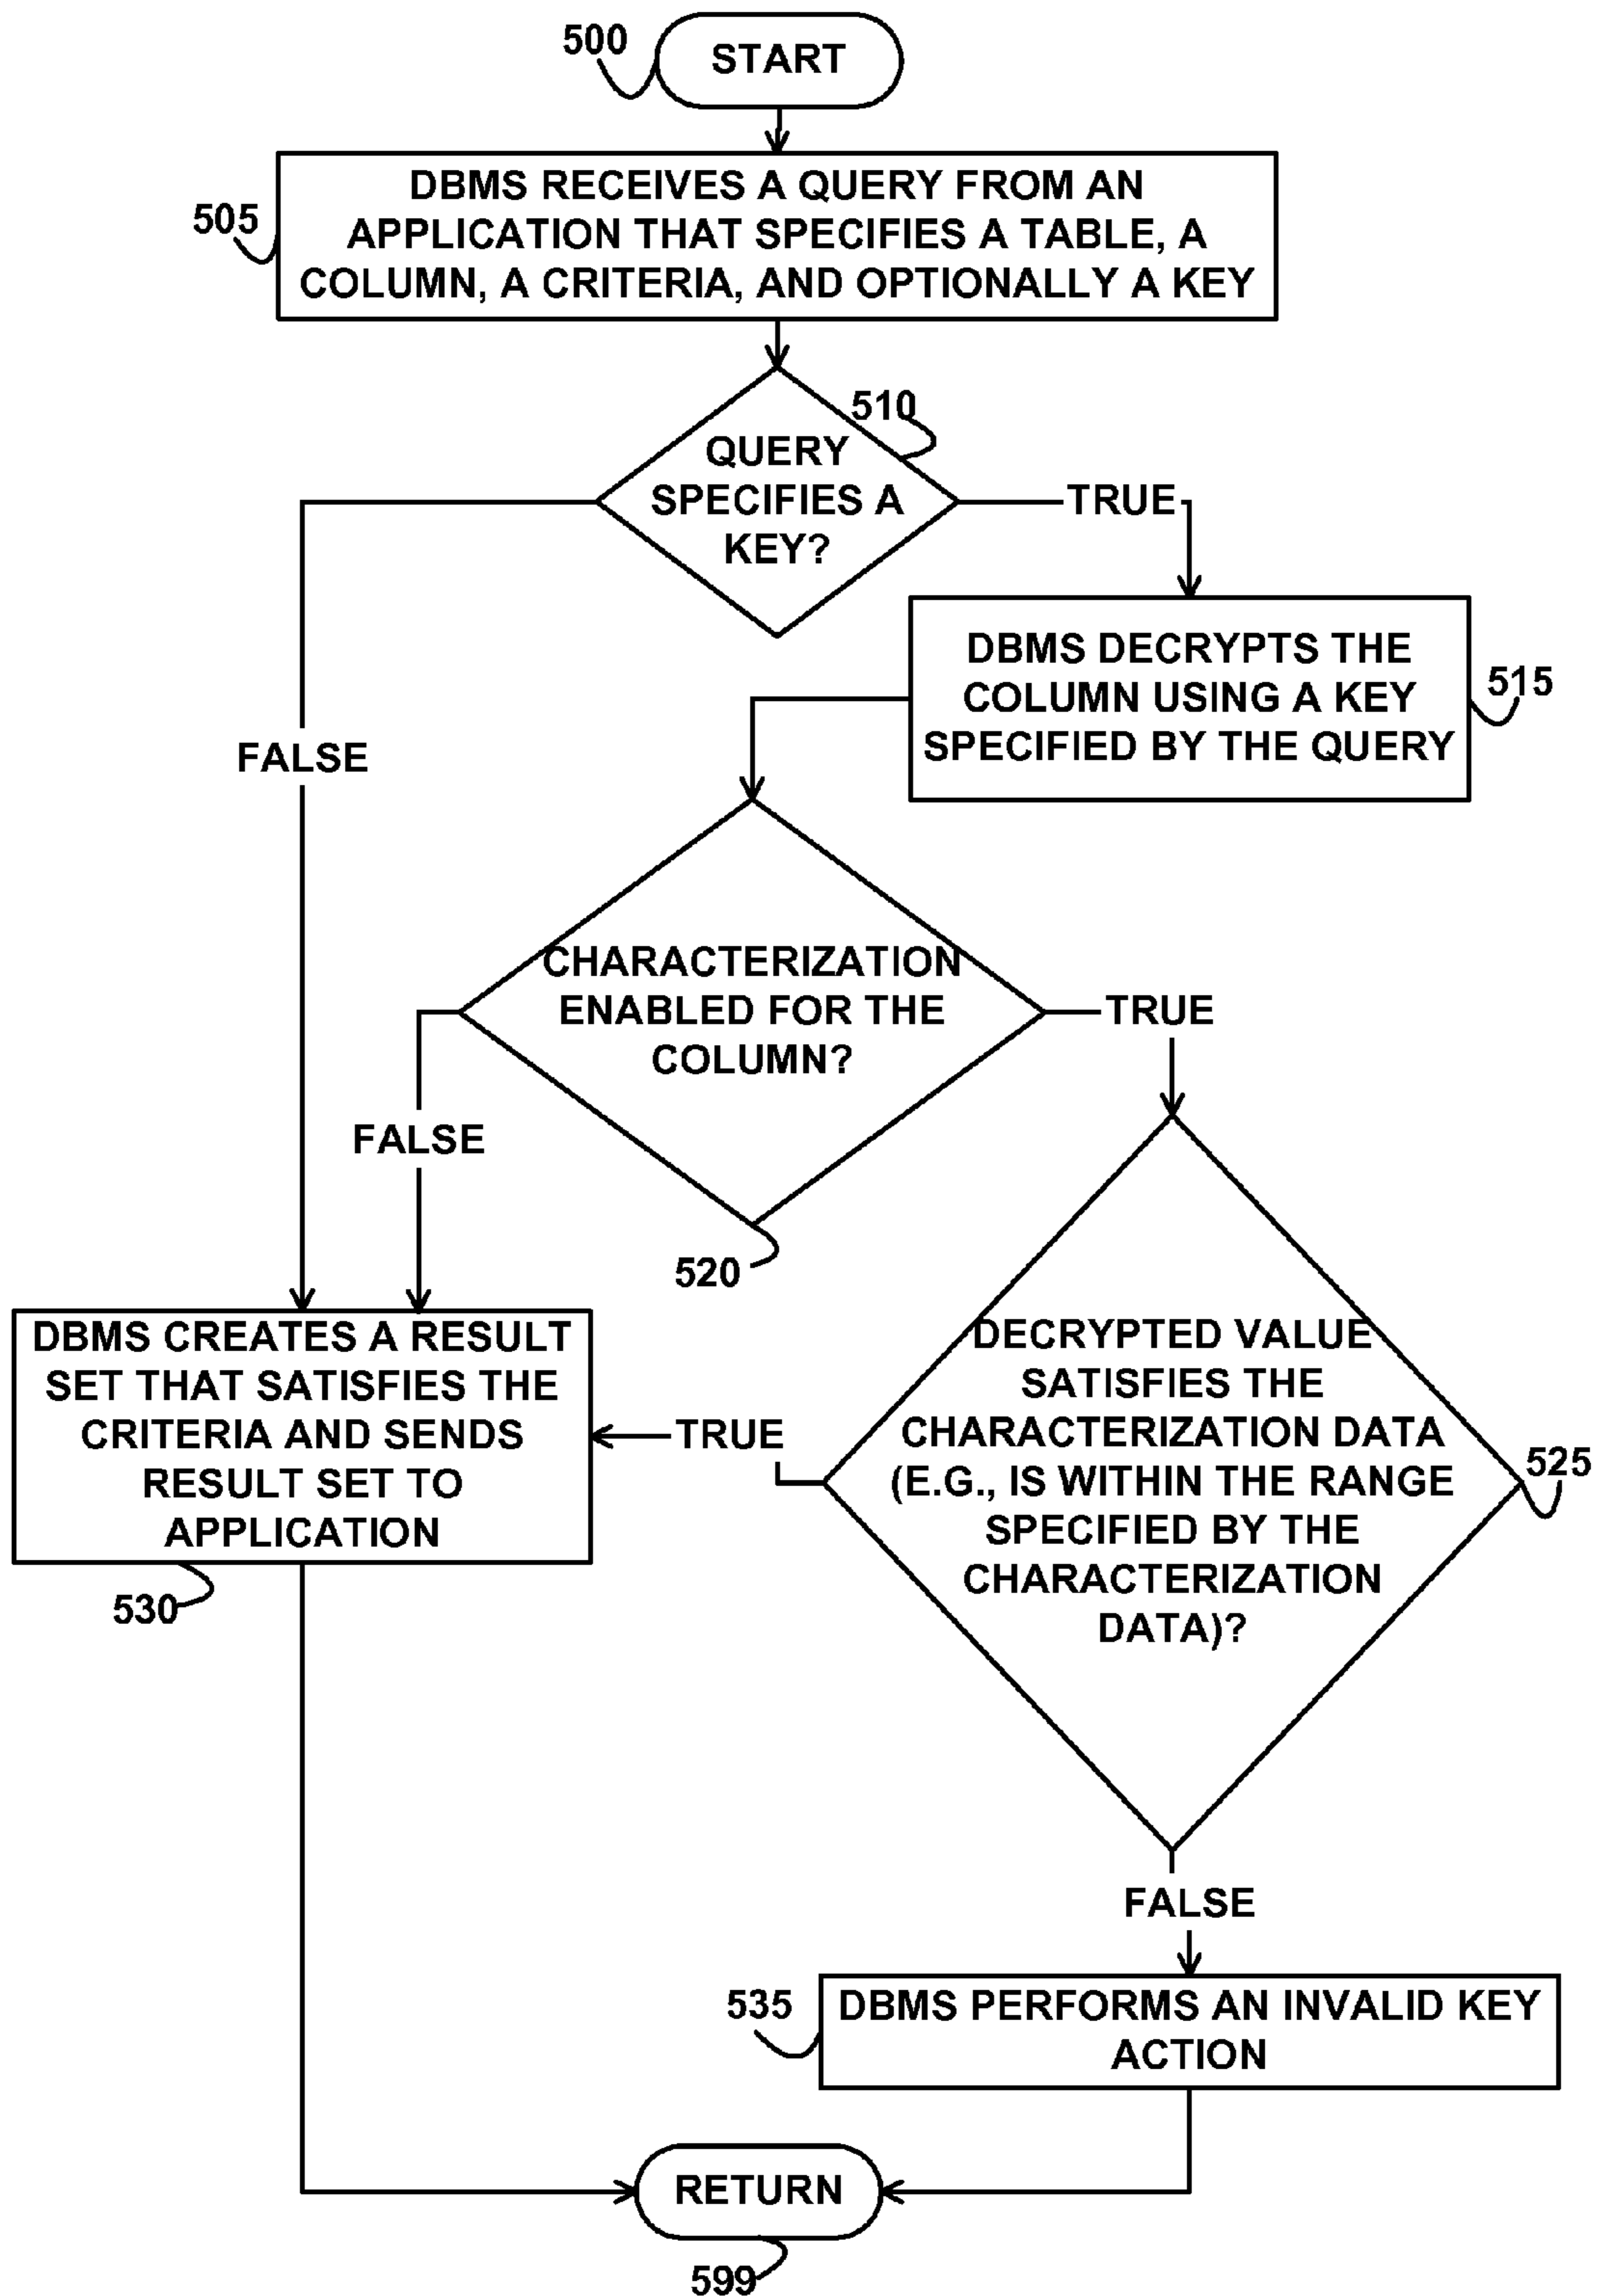 500
START
505
DBMS RECEIVES A QUERY FROM AN
APPLICATION THAT SPECIFIES A TABLE, A
COLUMN, A CRITERIA, AND OPTIONALLY A KEY
510
QUERY
SPECIFIES A
KEY?
TRUE
DBMS DECRYPTS THE
COLUMN USING A KEY
SPECIFIED BY THE QUERY
515
FALSE
CHARACTERIZATION
ENABLED FOR THE
COLUMN?
TRUE
FALSE
520
DBMS CREATES A RESULT
SET THAT SATISFIES THE
CRITERIA AND SENDS
RESULT SET TO
APPLICATION
530
TRUE
DECRYPTED VALUE
SATISFIES THE
CHARACTERIZATION DATA
(E.G., IS WITHIN THE RANGE
SPECIFIED BY THE
CHARACTERIZATION
DATA)?
525
FALSE
535
DBMS PERFORMS AN INVALID KEY
ACTION
RETURN
599